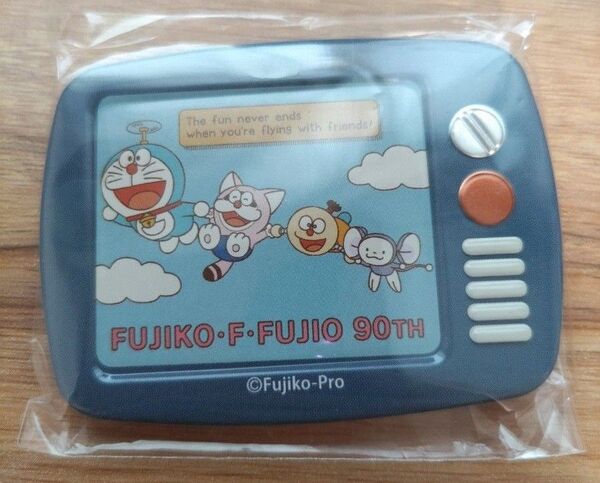 The fun never ends
when you're flying with friends!
FUJIKO・F・FUJIO 90TH
©Fujiko-Pro